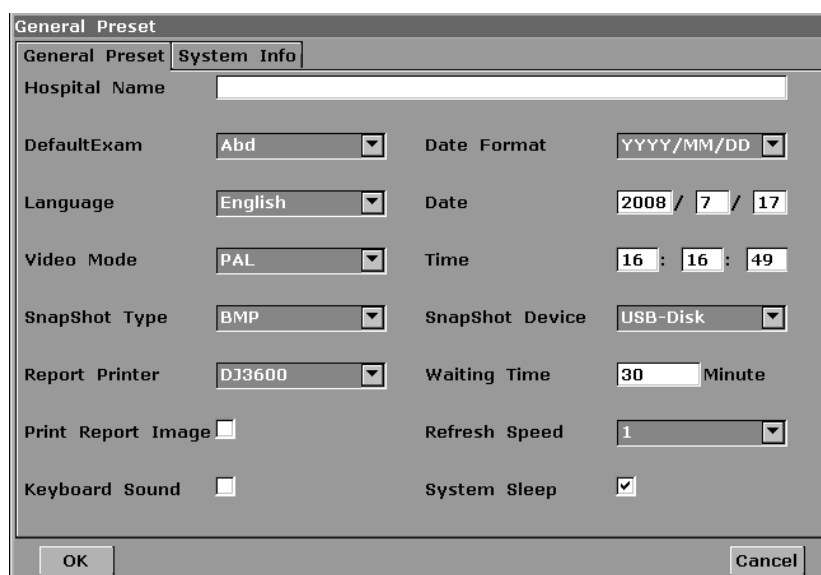 General Preset
General Preset System Info
Hospital Name
DefaultExam Abd Date Format YYYY/MM/DD
Language English Date 2008 / 7 / 17
Video Mode PAL Time 16 : 16 : 49
SnapShot Type BMP SnapShot Device USB-Disk
Report Printer DJ3600 Waiting Time 30 Minute
Print Report Image Refresh Speed 1
Keyboard Sound System Sleep
OK Cancel